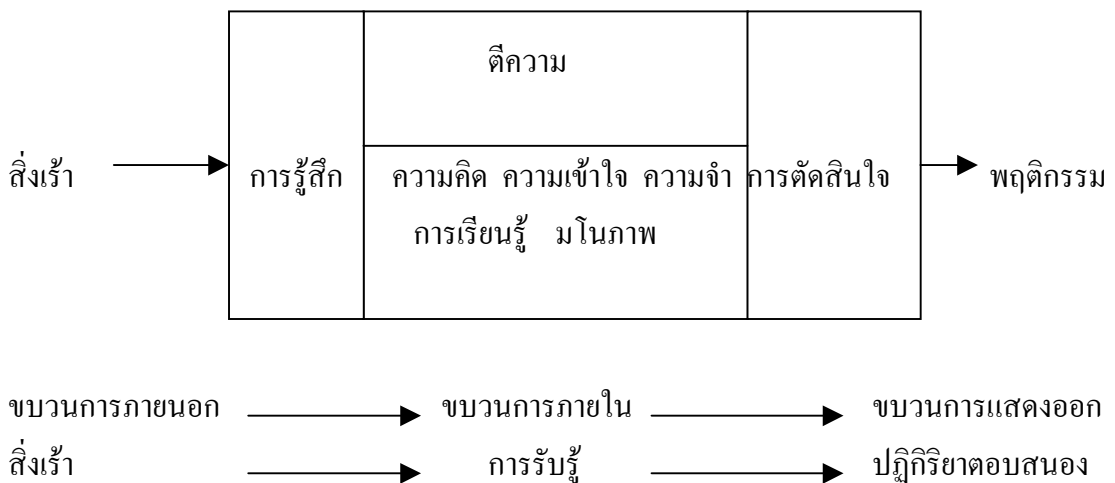 ตีความ
สิ่งเร้า การรู้สึก ความคิด ความเข้าใจ ความจำ การตัดสินใจ พฤติกรรม
การเรียนรู้ มโนภาพ
ขบวนการภายนอก ขบวนการภายใน ขบวนการแสดงออก
สิ่งเร้า การรับรู้ ปฏิกิริยาตอบสนอง